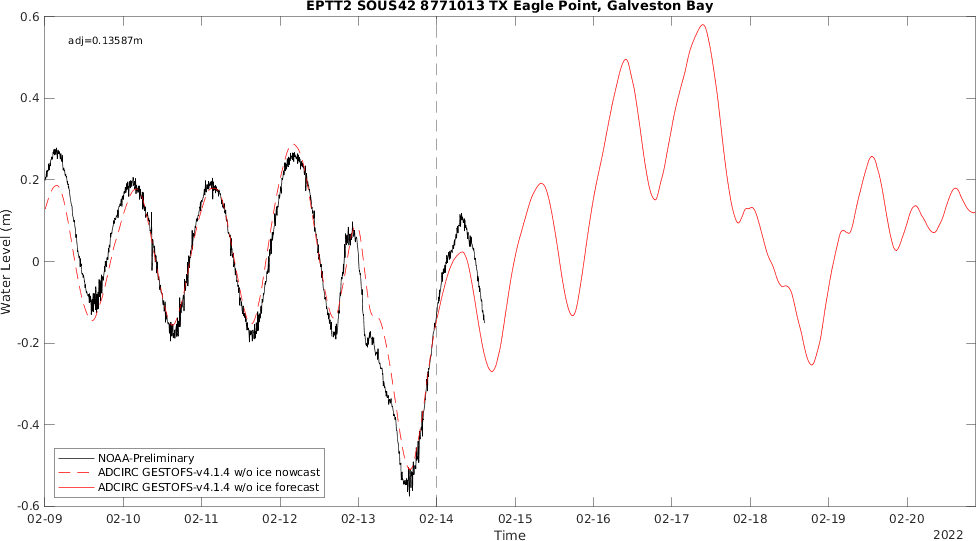 EPTT2 SOUS42 8771013 TX Eagle Point, Galveston Bay
adj=0.13587m
0.6
0.4
0.2
0
-0.2
-0.4
-0.6
Water Level (m)
NOAA-Preliminary
ADCIRC GESTOFS-v4.1.4 w/o ice nowcast
ADCIRC GESTOFS-v4.1.4 w/o ice forecast
02-09 02-10 02-11 02-12 02-13 02-14 02-15 02-16 02-17 02-18 02-19 02-20
Time
2022